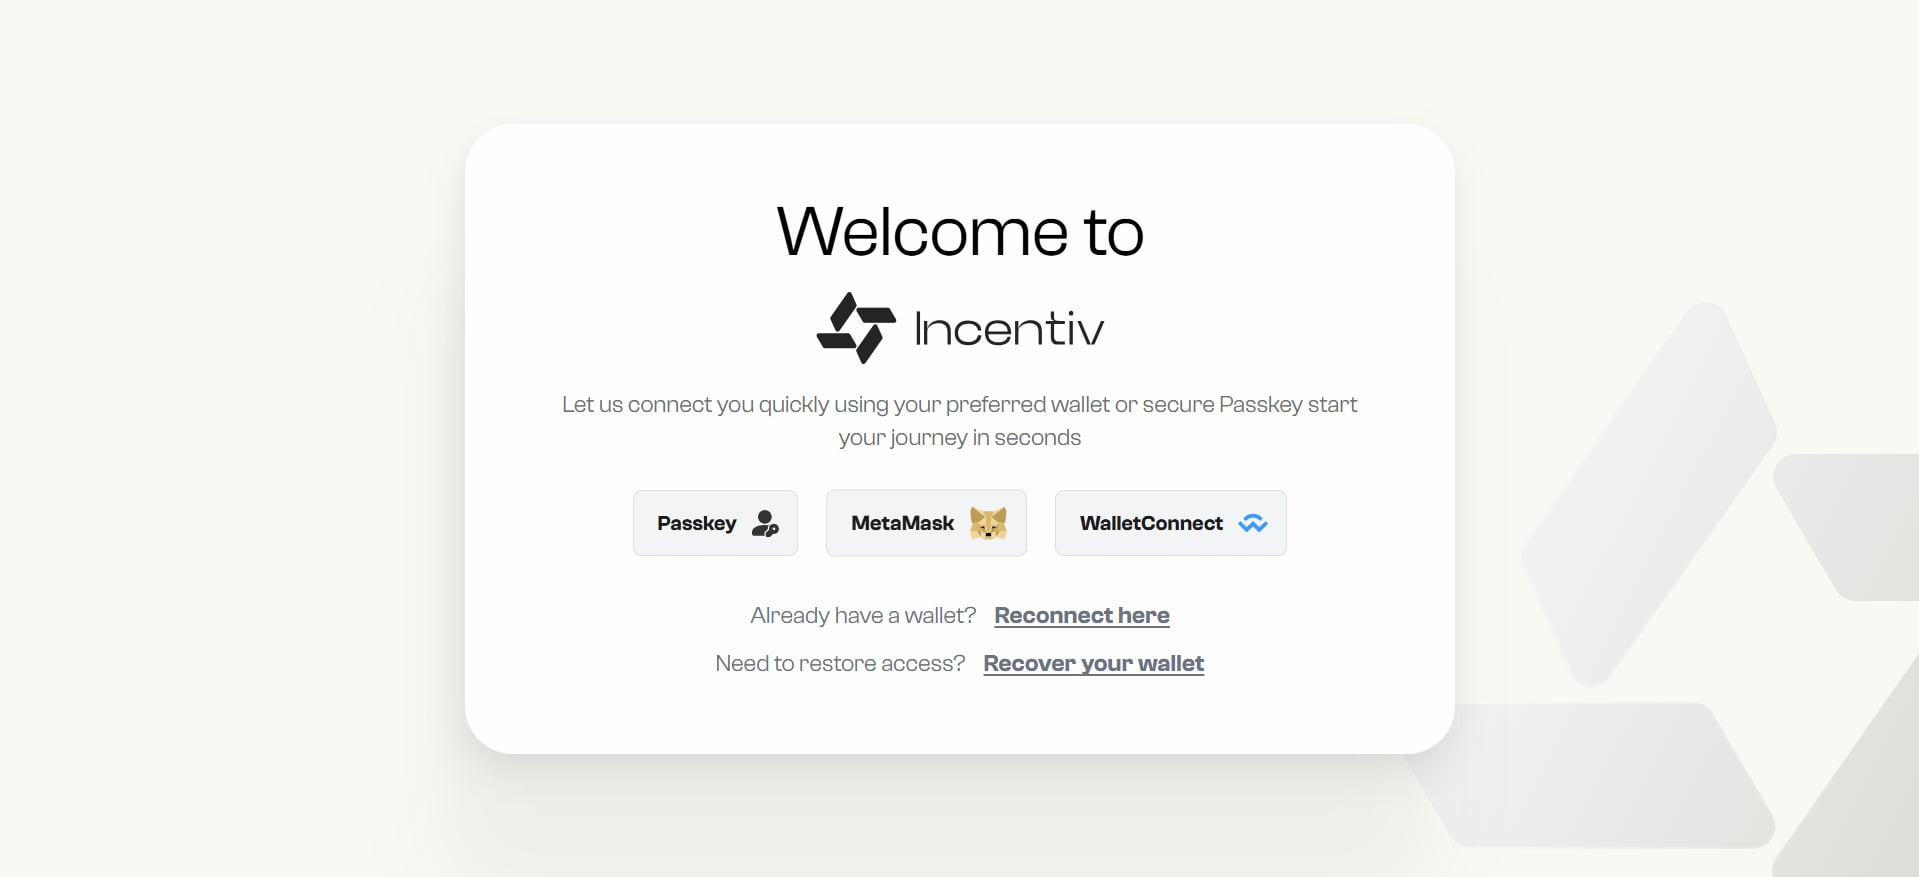 Welcome to
Incentiv
Let us connect you quickly using your preferred wallet or secure Passkey start
your journey in seconds
Passkey MetaMask WalletConnect
Already have a wallet? Reconnect here
Need to restore access? Recover your wallet